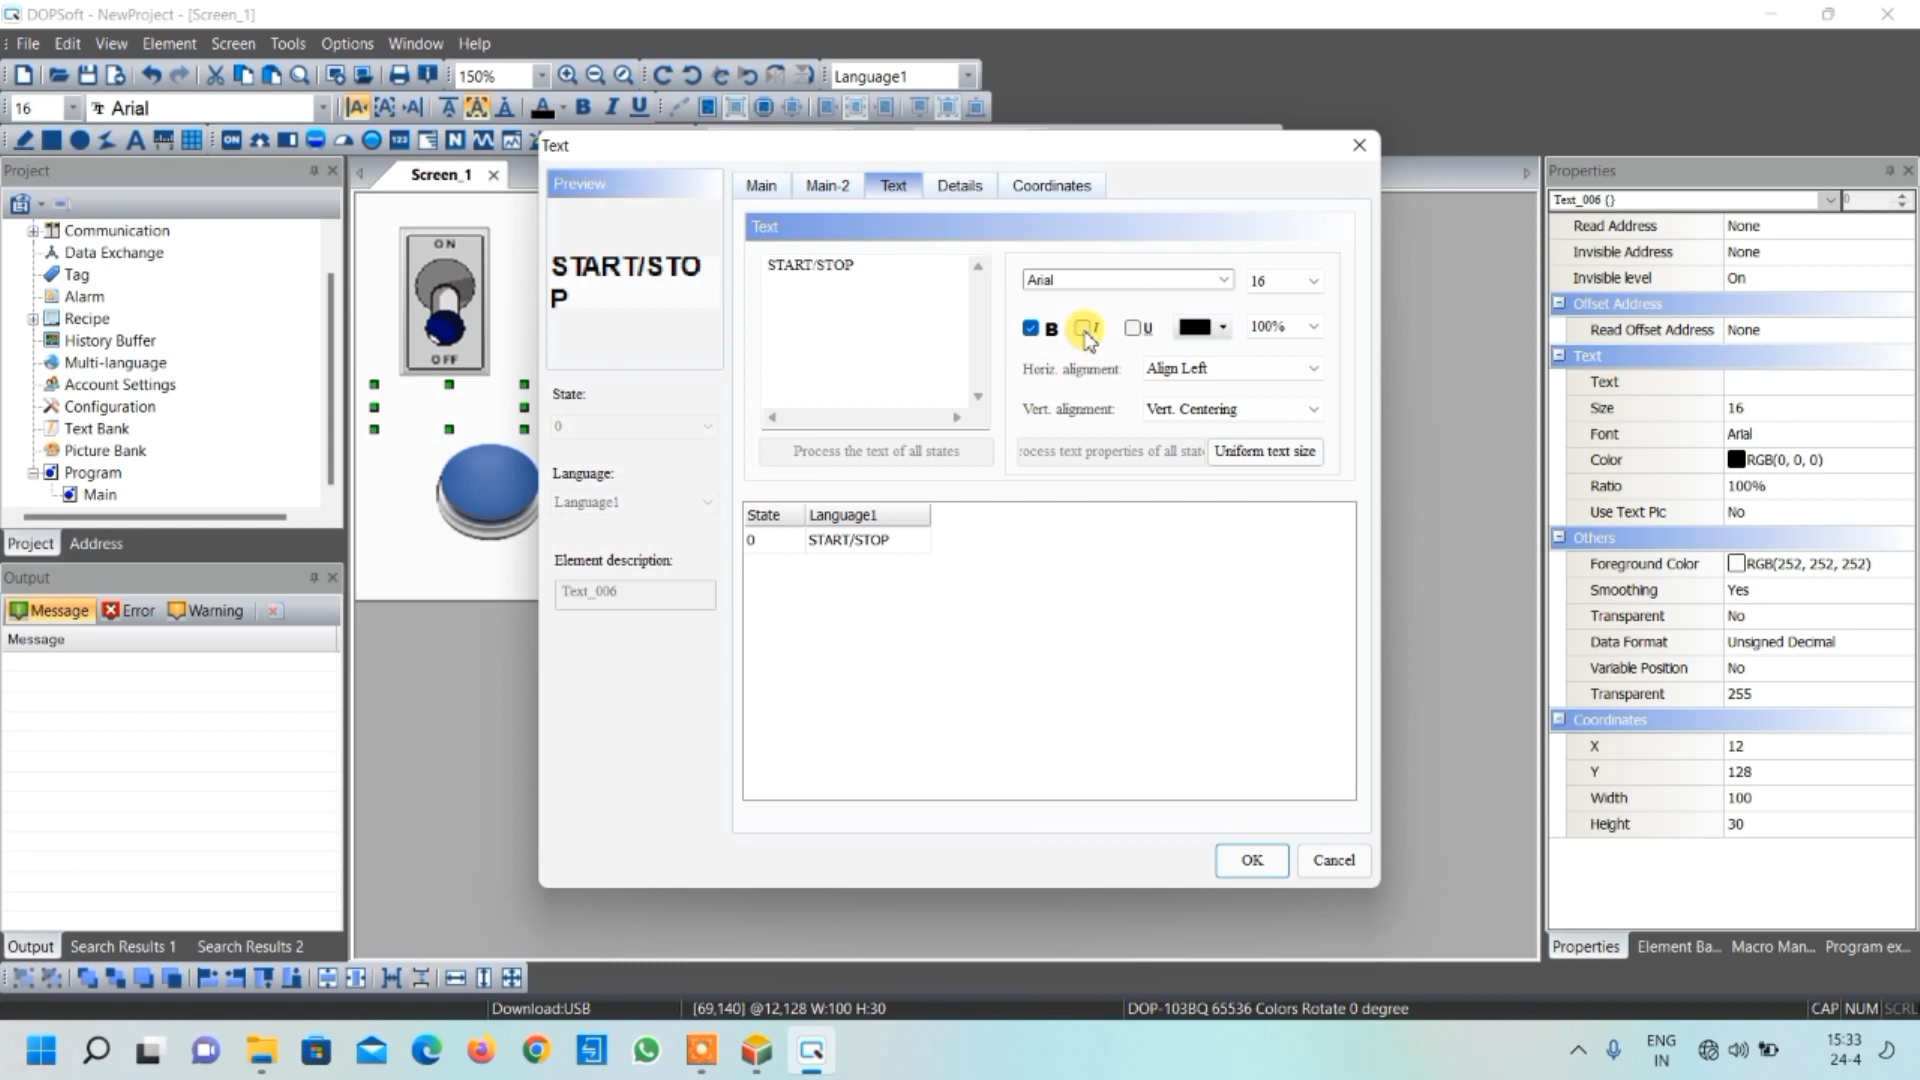 DOPSoft - NewProject - [Screen_1]
File Edit View Element Screen Tools Options Window Help
150% Language1
16 Arial
Project
Screen_1
Communication
Data Exchange
Tag
Alarm
Recipe
History Buffer
Multi-language
Account Settings
Configuration
Text Bank
Picture Bank
Program
Main
Project Address
Output
Message Error Warning
Message
Output Search Results 1 Search Results 2
ON
OFF
Text
Preview
START/STO
P
State:
0
Language:
Language1
Element description:
Text_006
Main Main-2 Text Details Coordinates
Text
START/STOP
Process the text of all states
Arial 16
B I U 100%
Horiz. alignment: Align Left
Vert. alignment: Vert. Centering
rocess text properties of all stat Uniform text size
State Language1
0 START/STOP
OK Cancel
Properties
Text_006 {} 0
Read Address None
Invisible Address None
Invisible level On
Offset Address
Read Offset Address None
Text
Text
Size 16
Font Arial
Color RGB(0, 0, 0)
Ratio 100%
Use Text Pic No
Others
Foreground Color RGB(252, 252, 252)
Smoothing Yes
Transparent No
Data Format Unsigned Decimal
Variable Position No
Transparent 255
Coordinates
X 12
Y 128
Width 100
Height 30
Properties Element Ba... Macro Man... Program ex...
Download:USB [69,140] @12,128 W:100 H:30 DOP-103BQ 65536 Colors Rotate 0 degree CAP NUM SCRL
ENG
IN
15:33
24-4